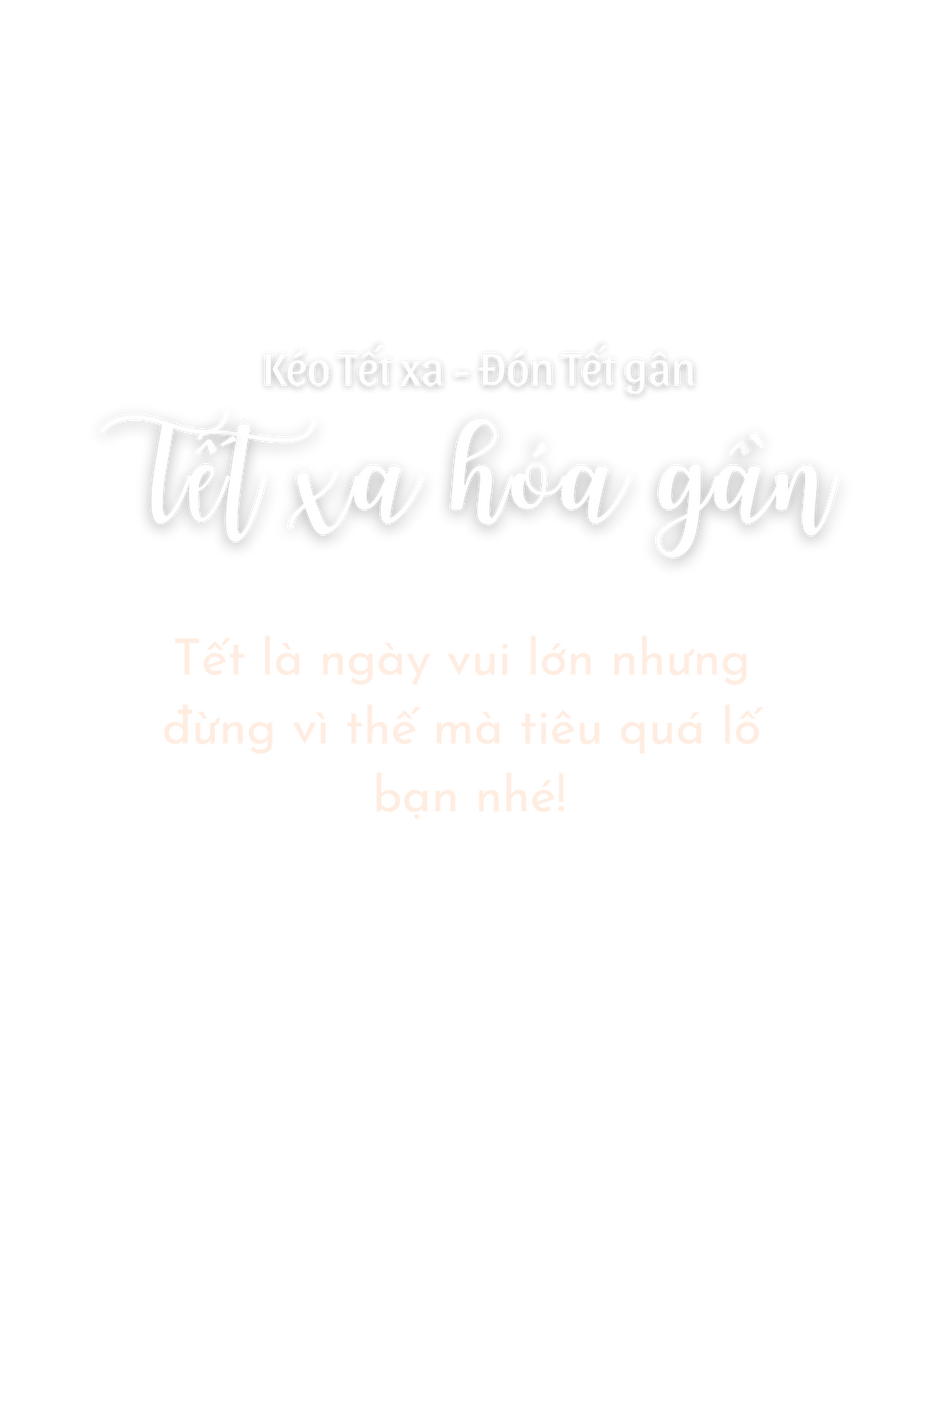 Kéo Tết xa - Đón Tết gần
Tết xa hóa gần
Tết là ngày vui lớn nhưng
đừng vì thế mà tiêu quá lố
bạn nhé!